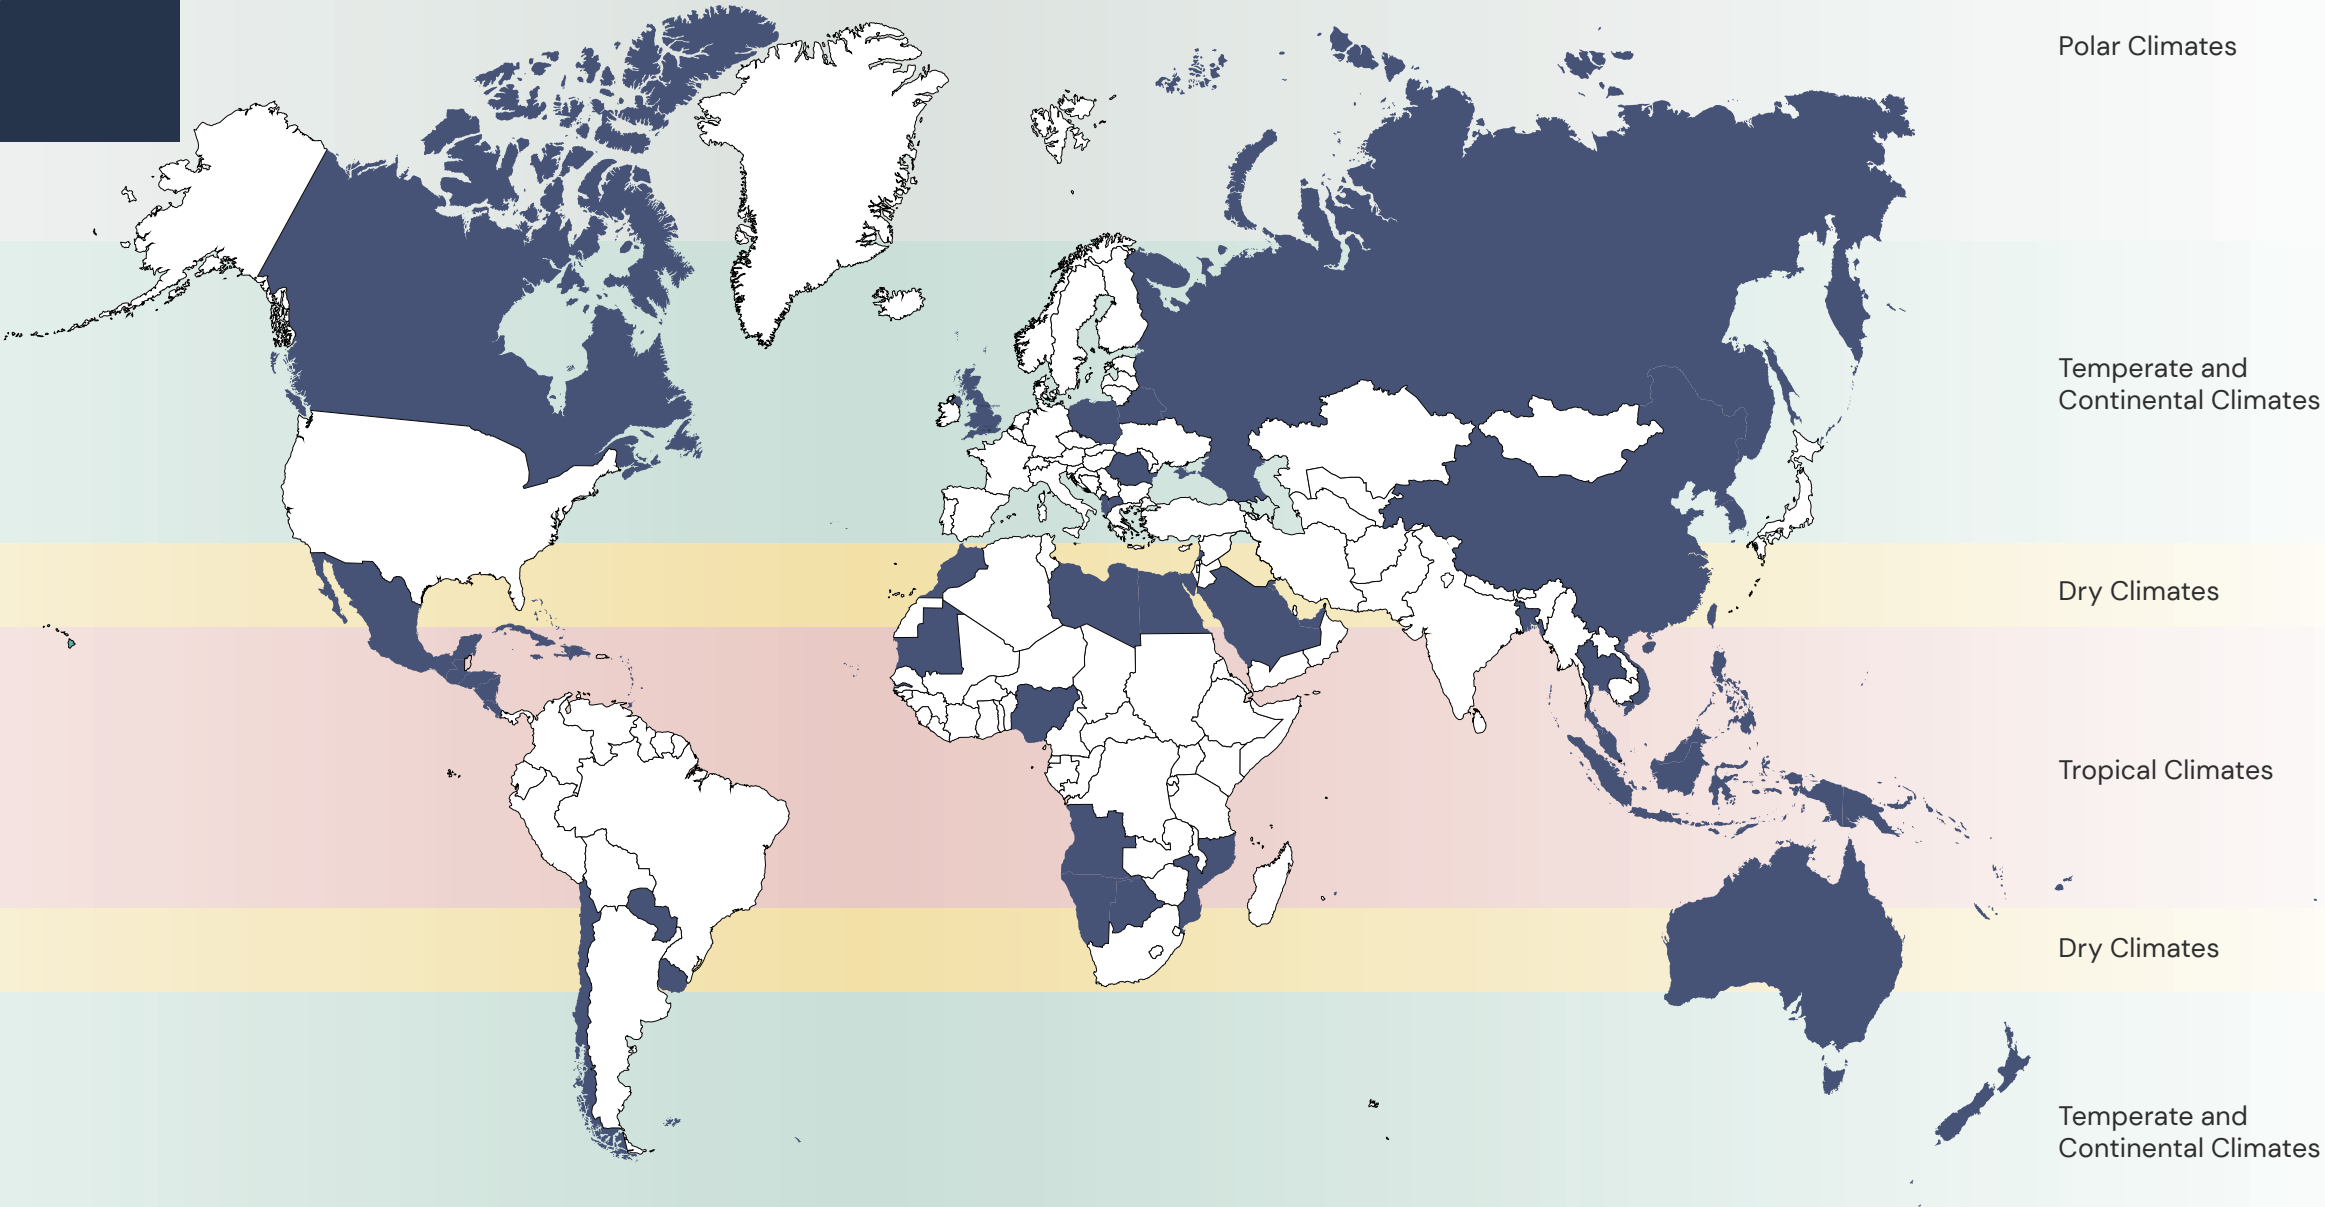 Polar Climates
Temperate and
Continental Climates
Dry Climates
Tropical Climates
Dry Climates
Temperate and
Continental Climates